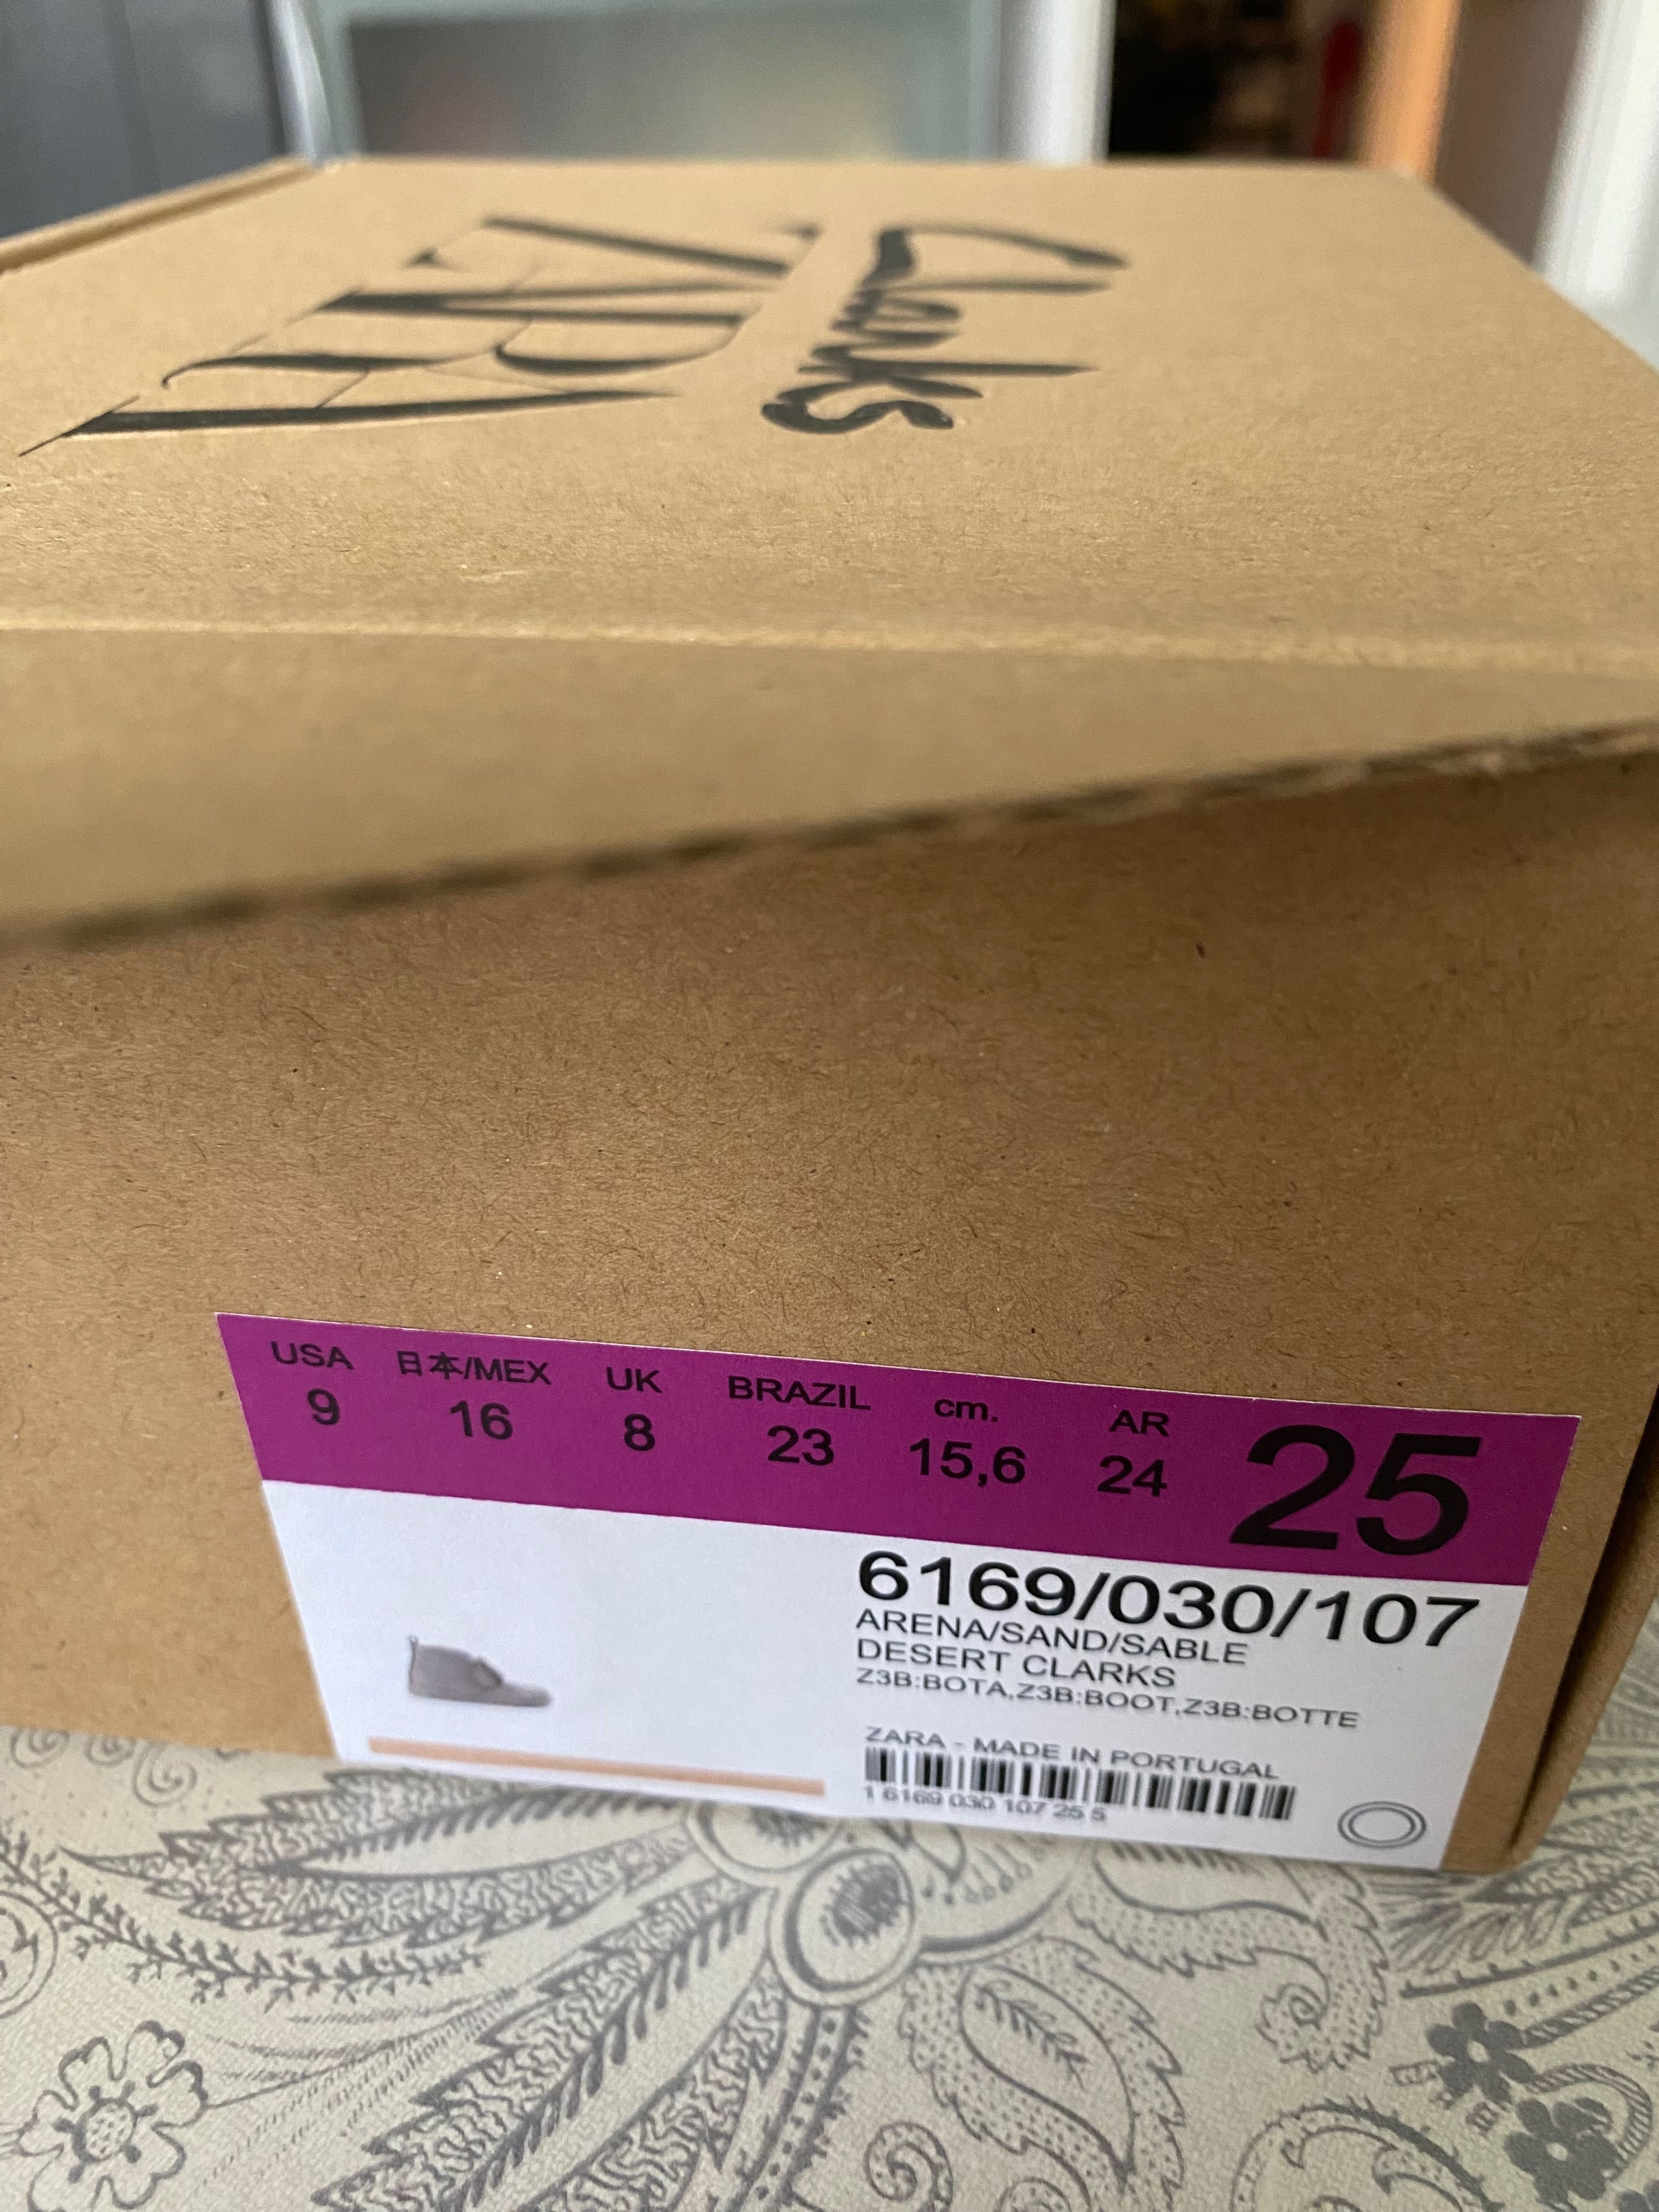 Clarks
ZARA
USA 日本/MEX UK BRAZIL cm. AR
9 16 8 23 15,6 24 25
6169/030/107
ARENA/SAND/SABLE
DESERT CLARKS
Z3B:BOTA,Z3B:BOOT,Z3B:BOTTE
ZARA - MADE IN PORTUGAL
1 6169 030 107 25 5